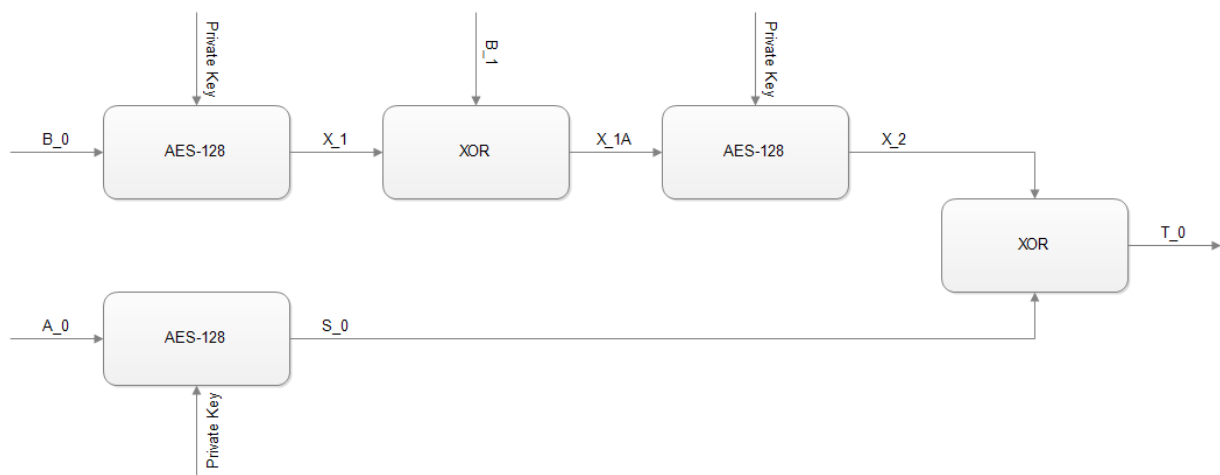 Private Key
B_1
Private Key
B_0
AES-128
X_1
XOR
X_1A
AES-128
X_2
XOR
T_0
A_0
AES-128
S_0
Private Key